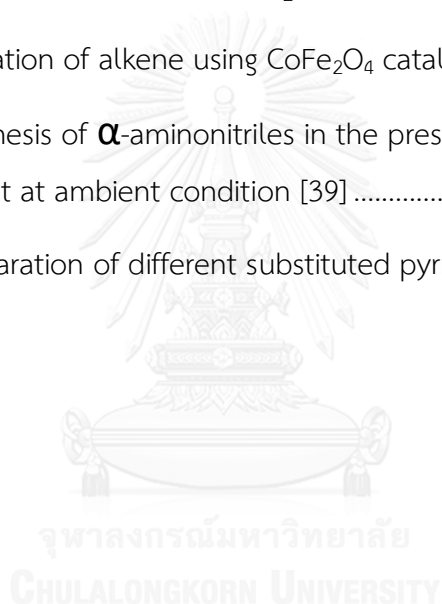 ation of alkene using CoFe₂O₄ catal
nesis of α-aminonitriles in the pres
t at ambient condition [39] ..............
aration of different substituted pyr
จุฬาลงกรณ์มหาวิทยาลัย
CHULALONGKORN UNIVERSITY